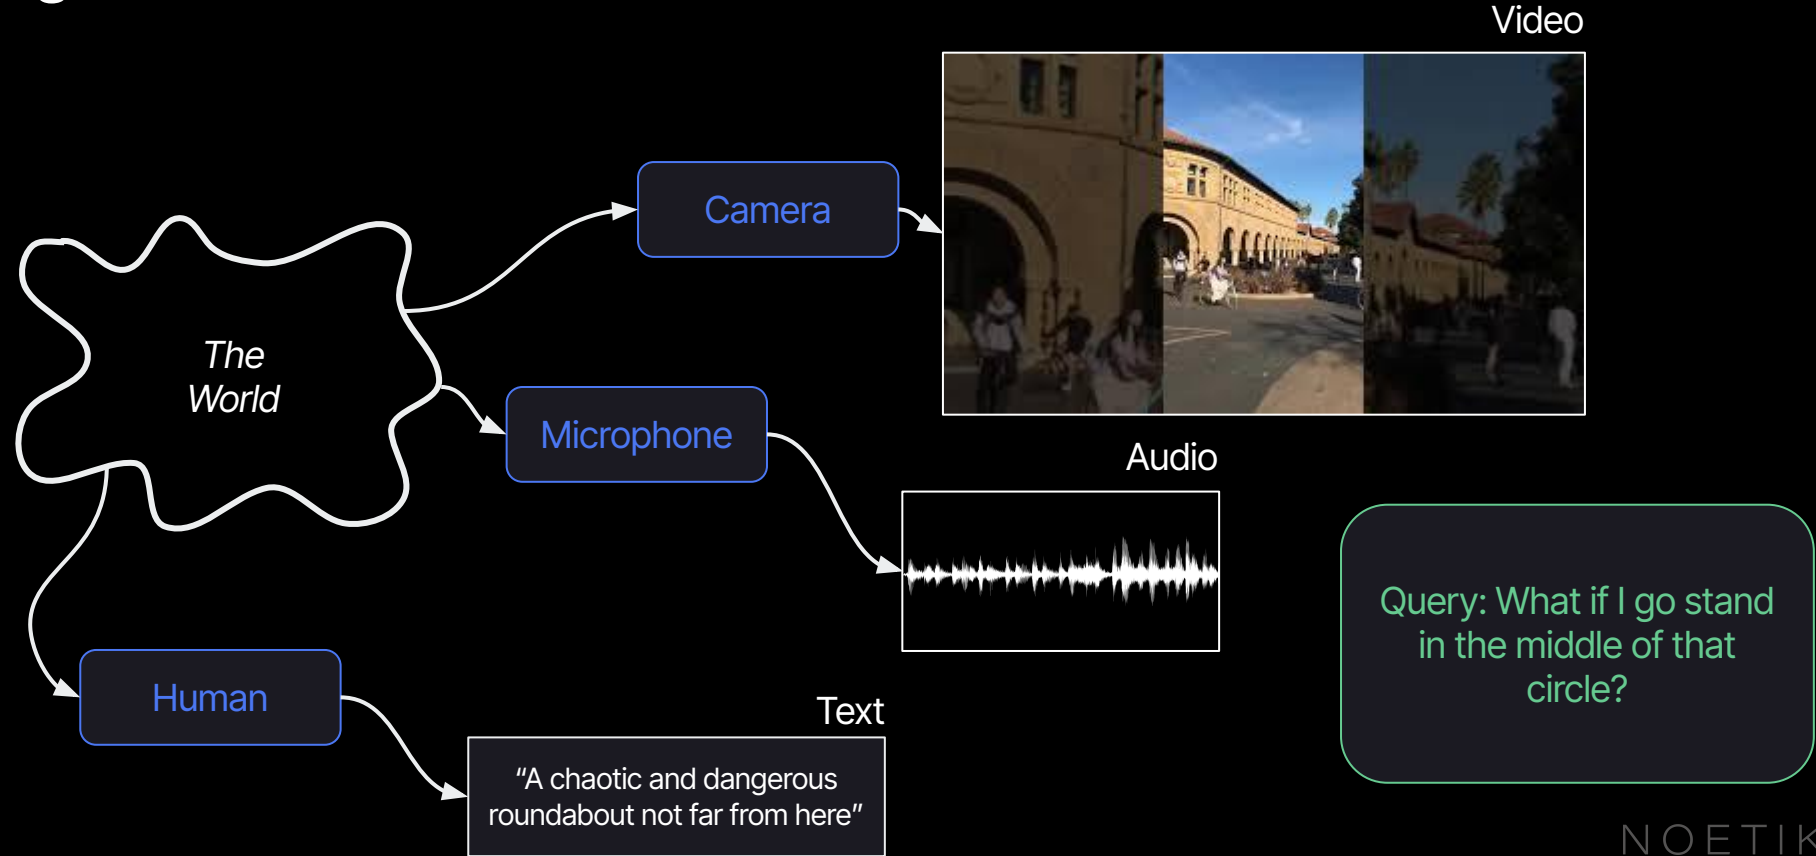 Video
Camera
The
World
Microphone
Audio
Query: What if I go stand
in the middle of that
circle?
Human
Text
“A chaotic and dangerous
roundabout not far from here”
NOETIK